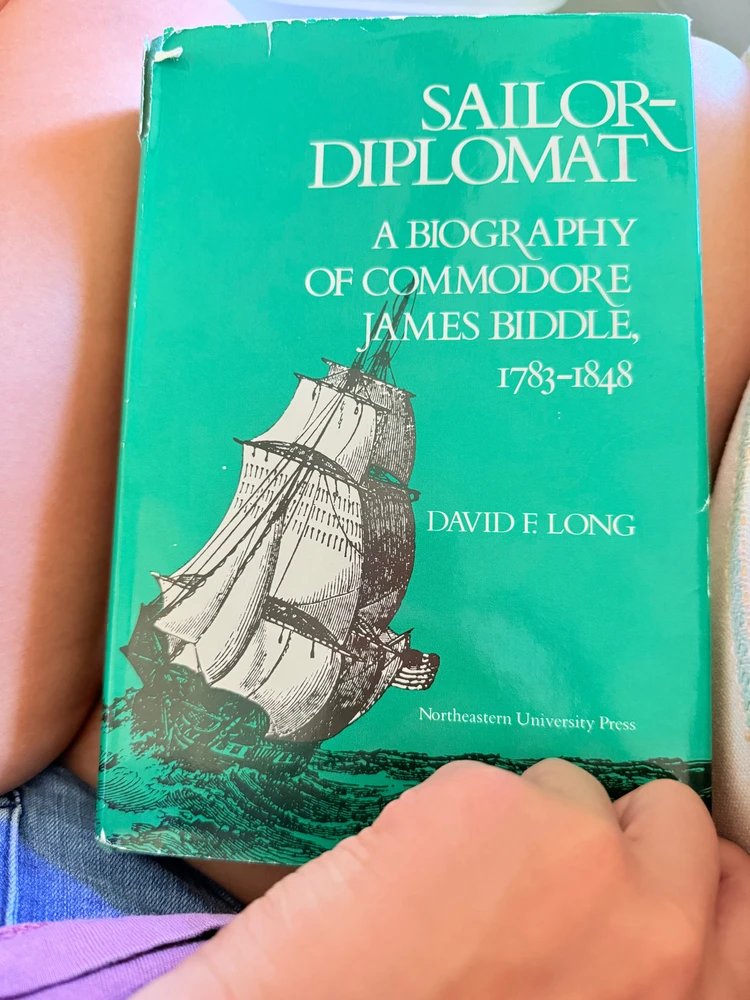 SAILOR-
DIPLOMAT
A BIOGRAPHY
OF COMMODORE
JAMES BIDDLE,
1783-1848
DAVID F. LONG
Northeastern University Press